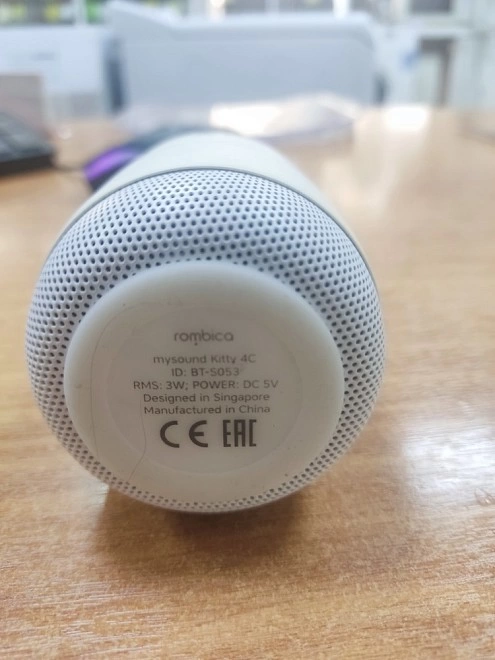 rombica
mysound Kitty 4C
ID: BT-S053
RMS: 3W; POWER: DC 5V
Designed in Singapore
Manufactured in China
CE EAC